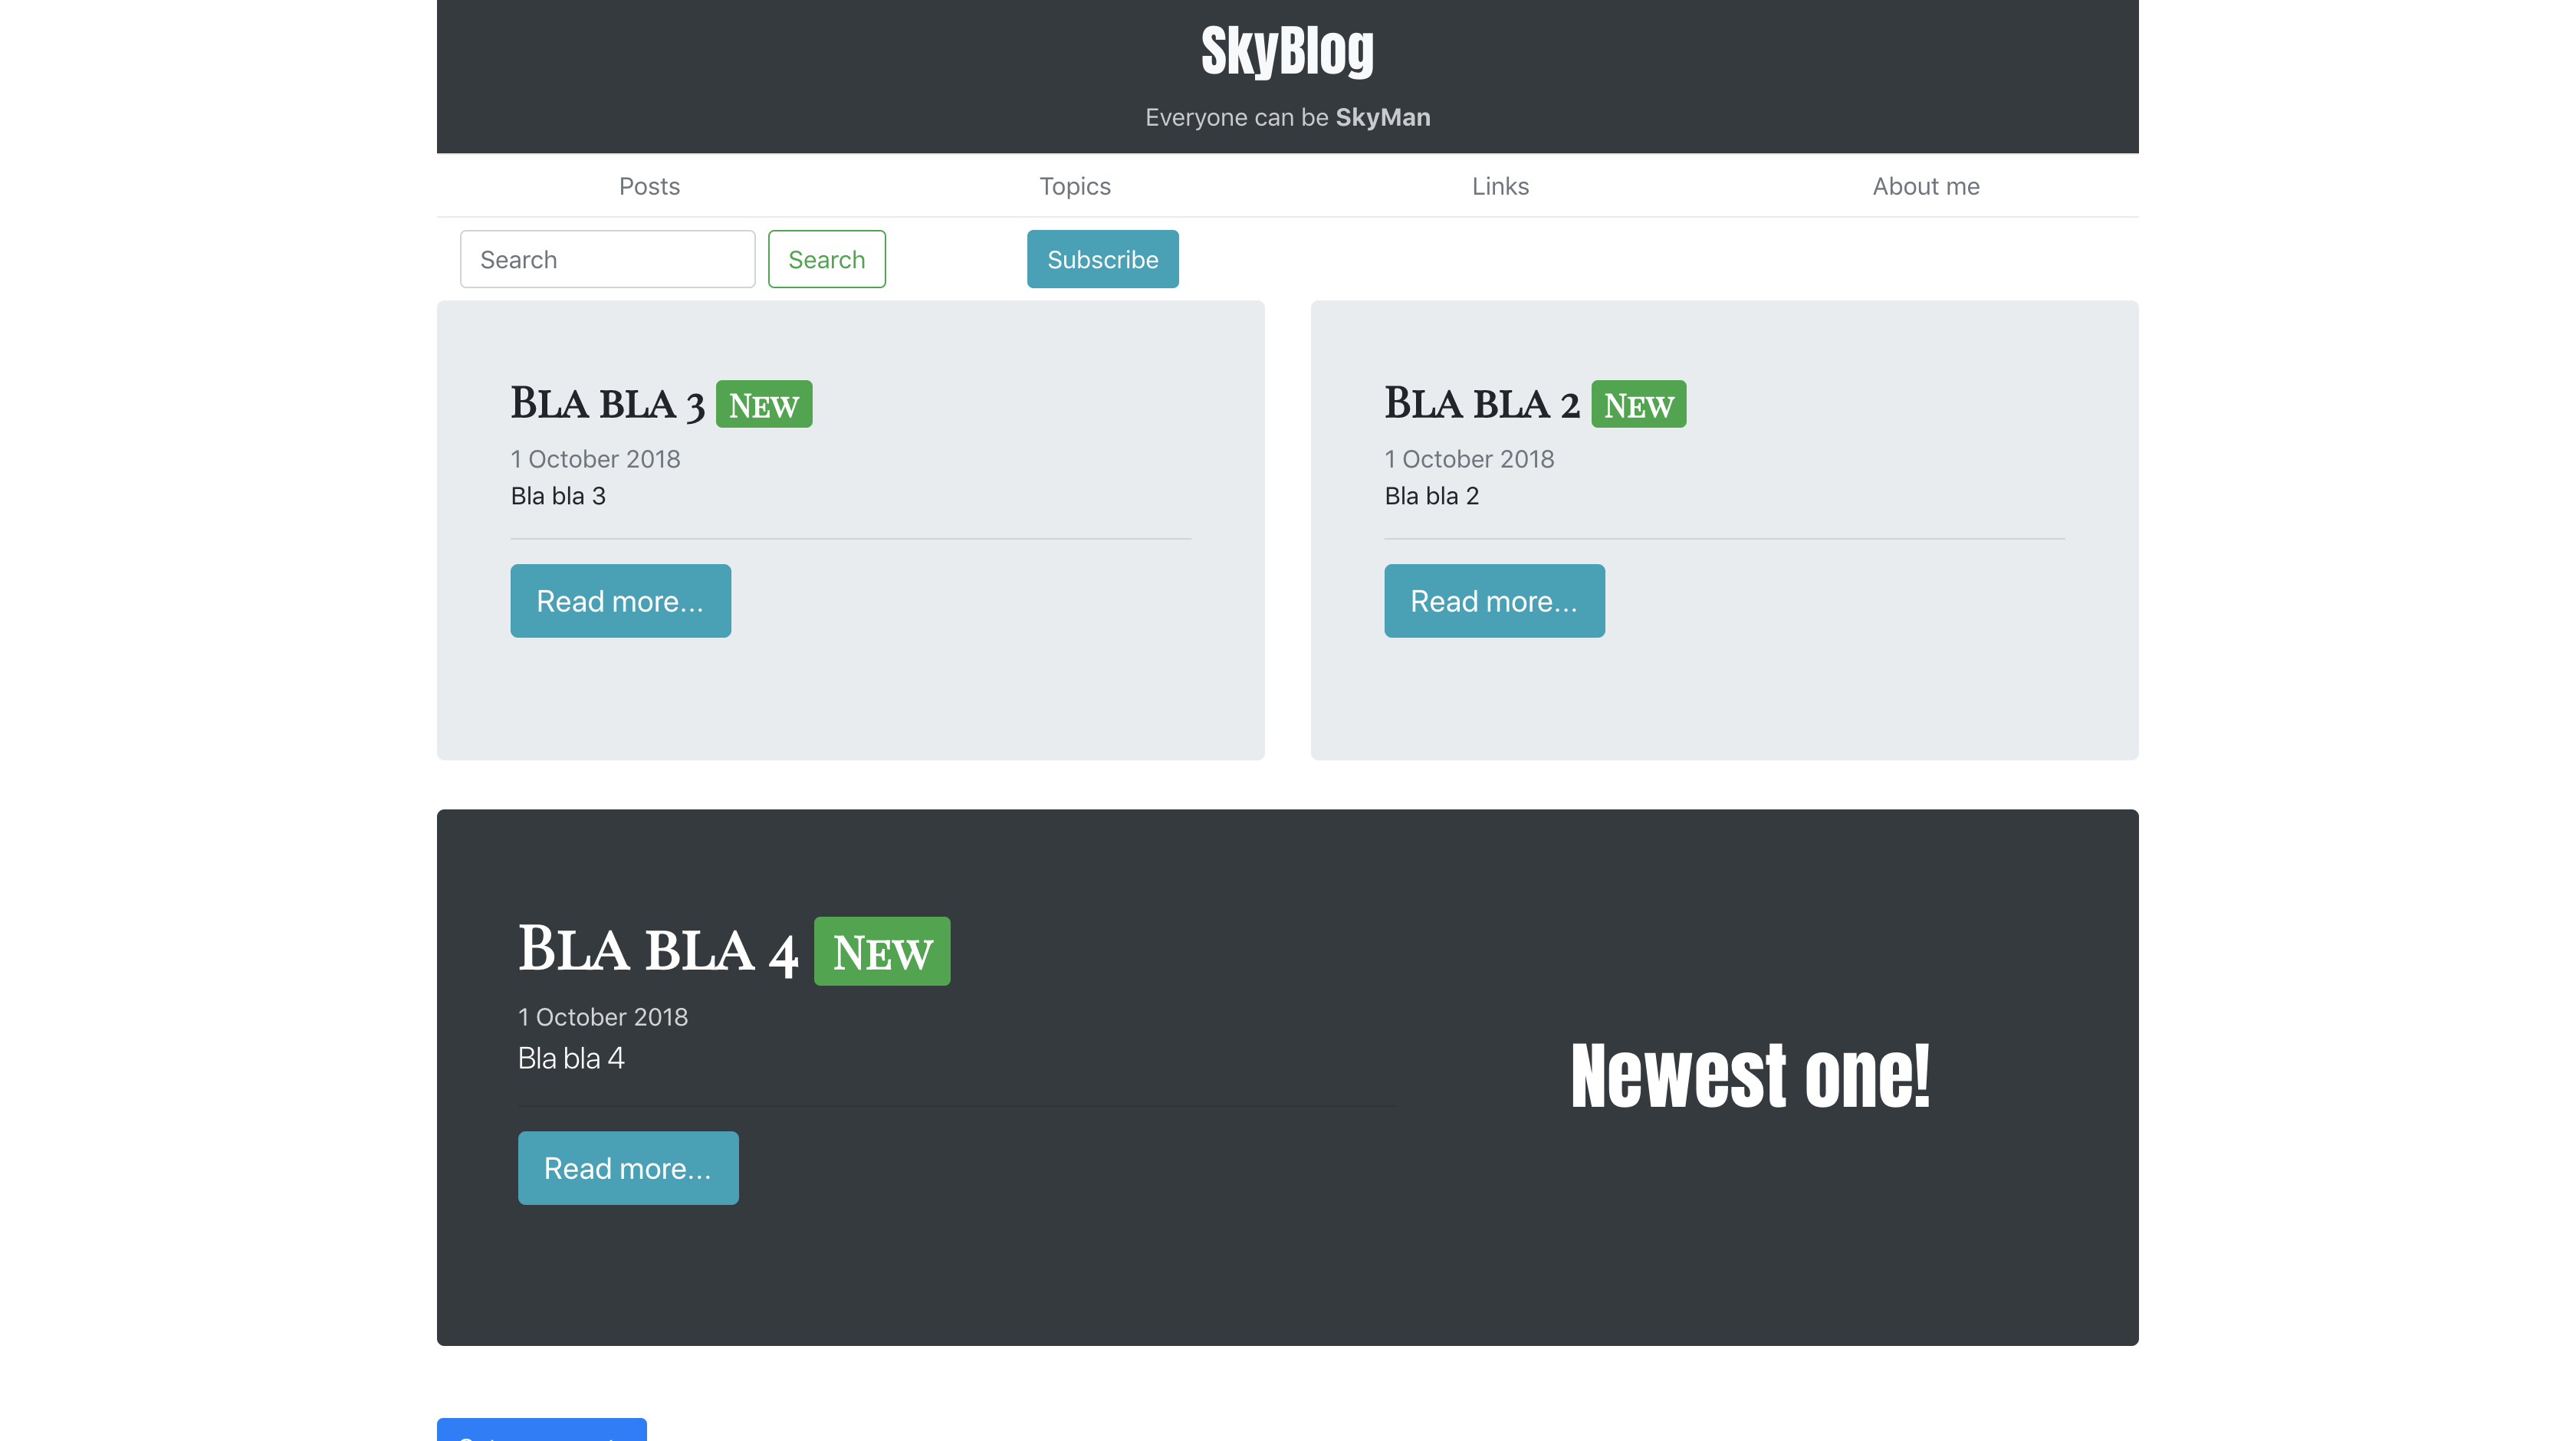 SkyBlog
Everyone can be SkyMan
Posts Topics Links About me
Search Search Subscribe
Bla bla 3 New
1 October 2018
Bla bla 3
Read more...
Bla bla 2 New
1 October 2018
Bla bla 2
Read more...
Bla bla 4 New
1 October 2018
Bla bla 4
Read more...
Newest one!